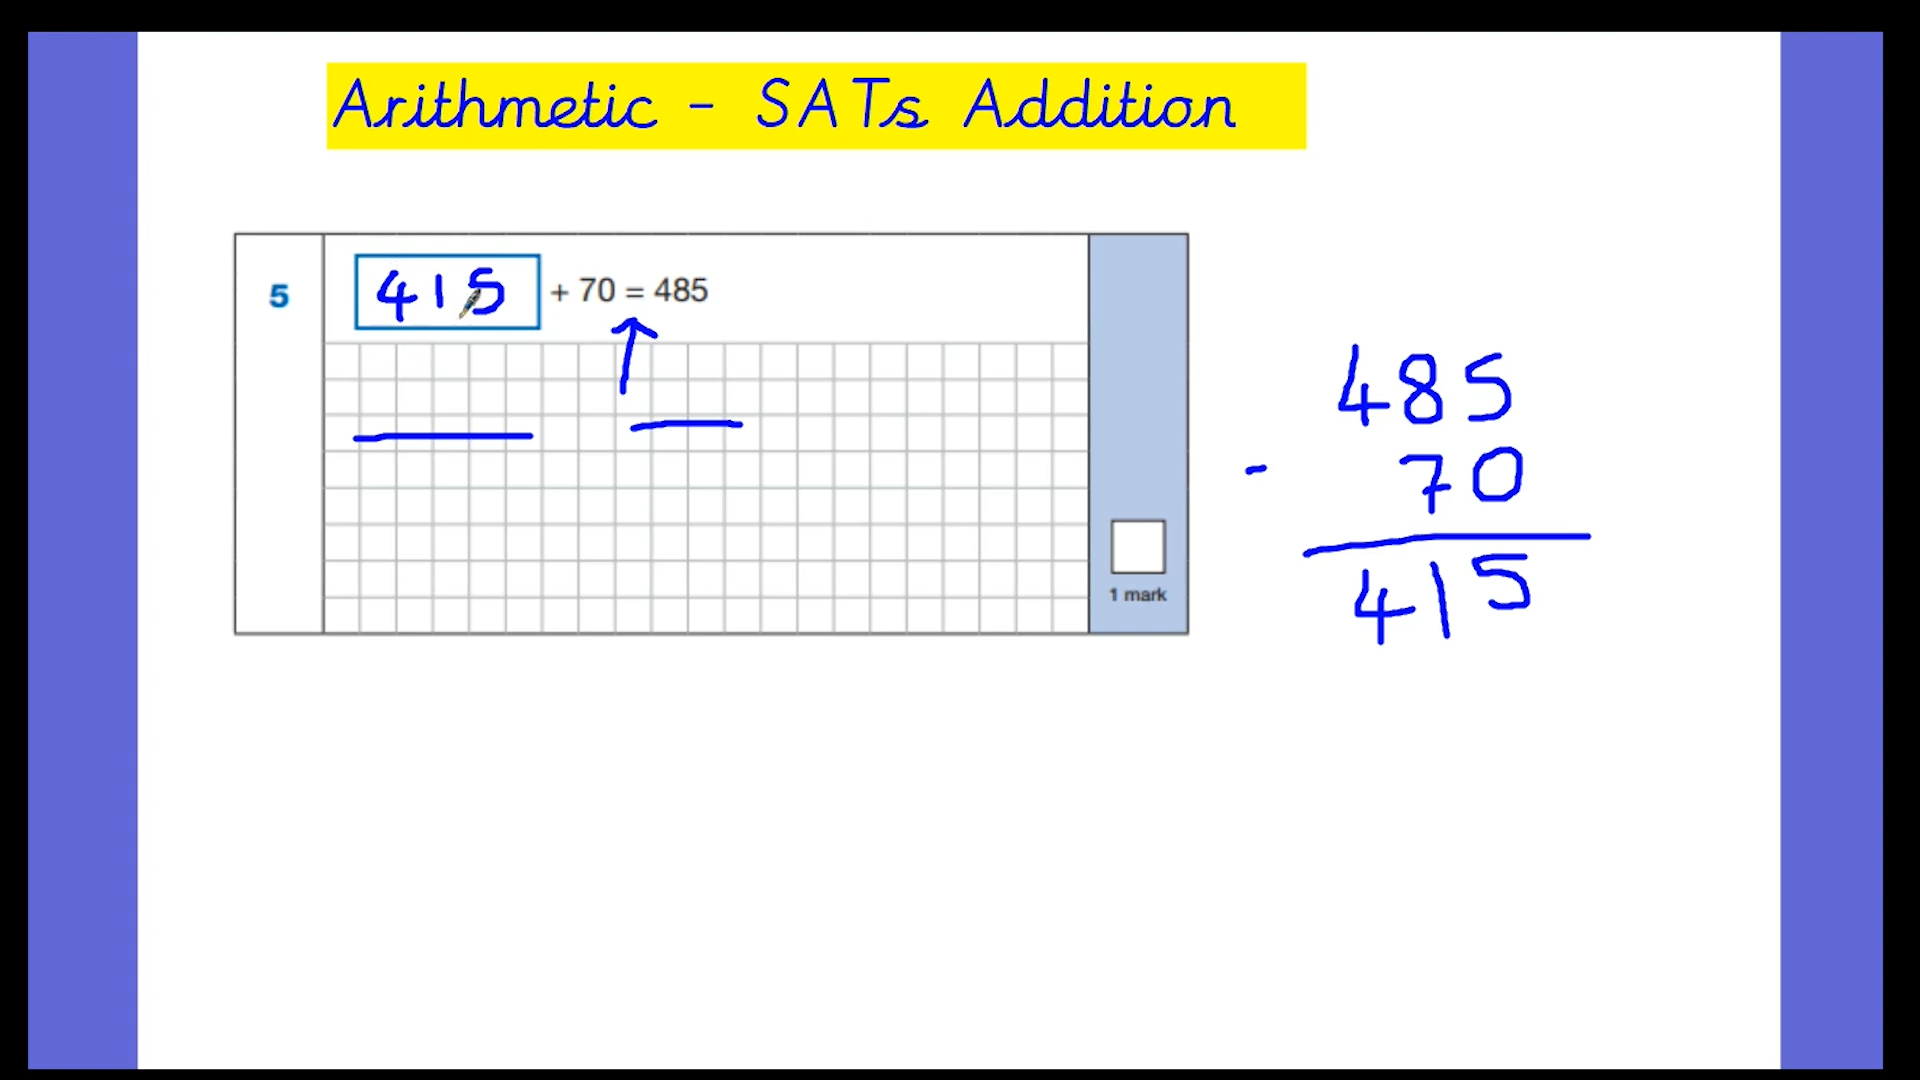 Arithmetic - SATs Addition
5
415 + 70 = 485
1 mark
485
- 70
415